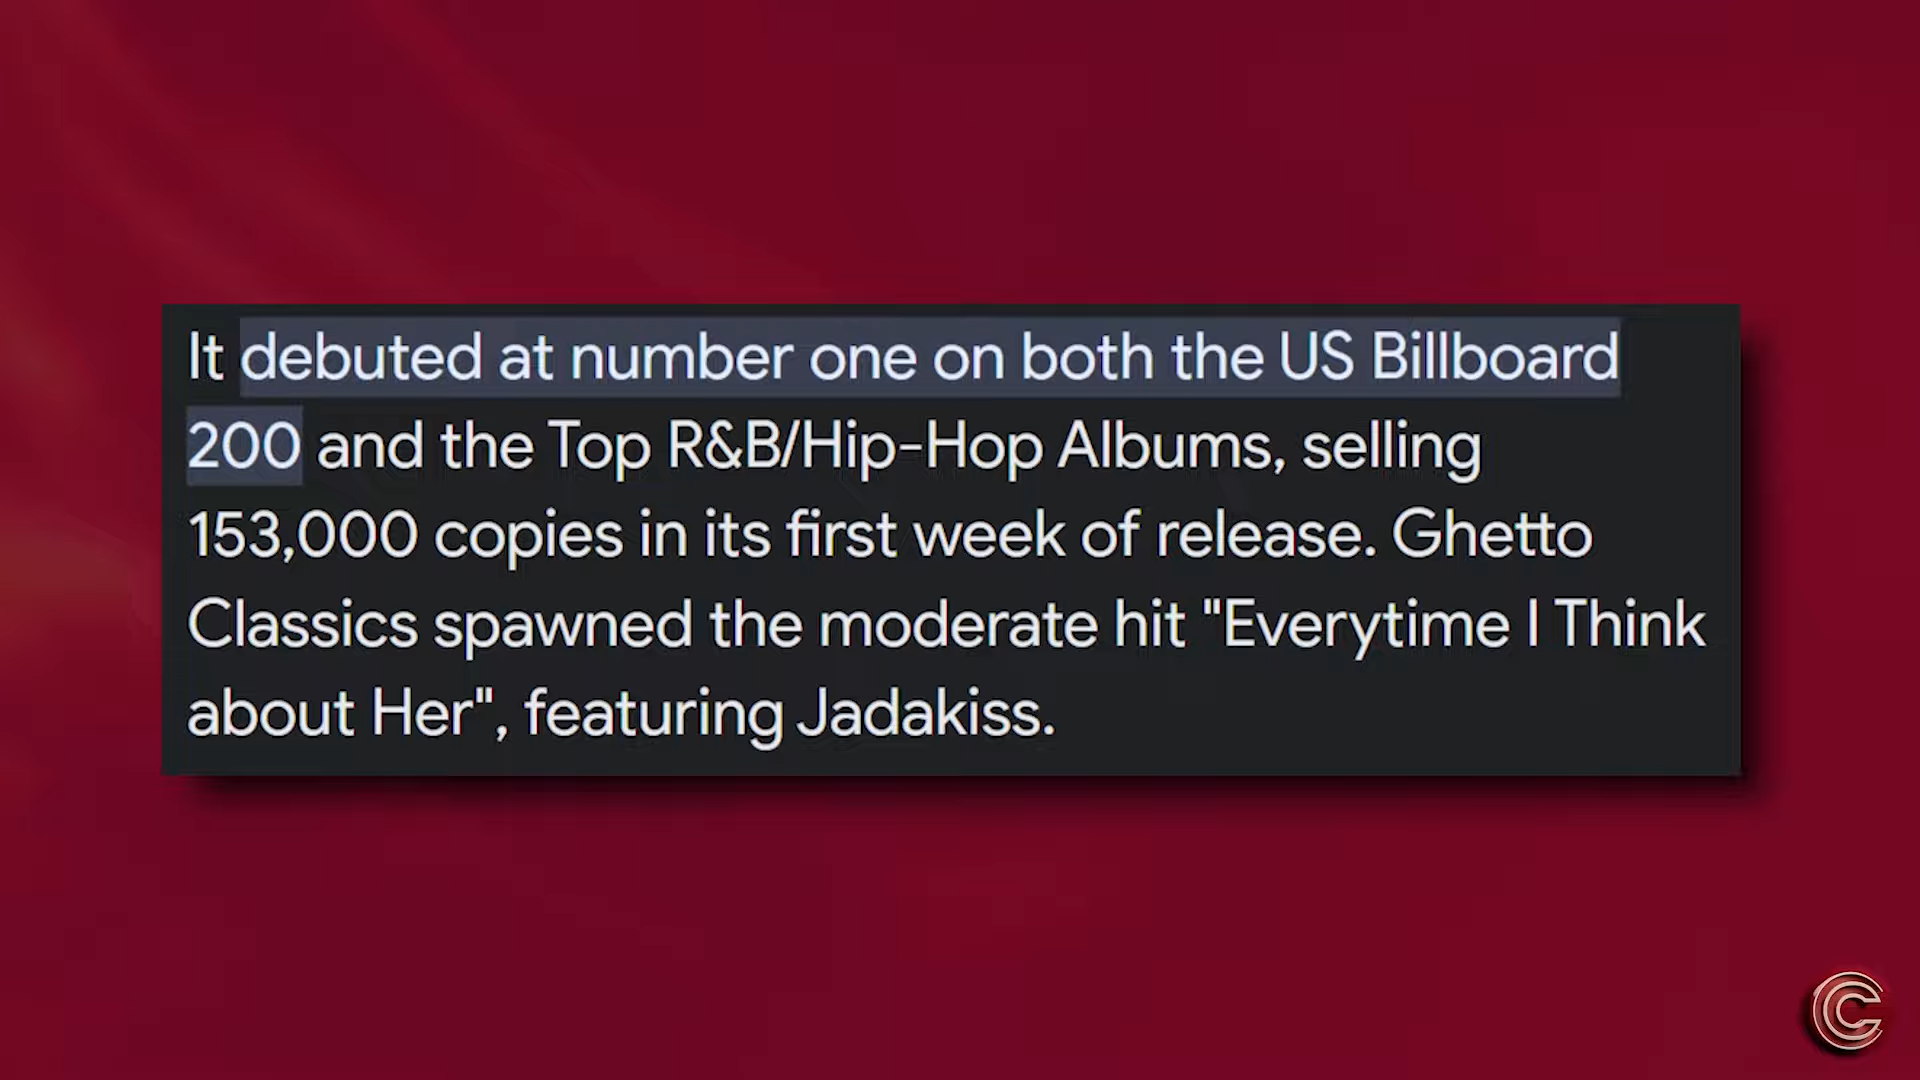 It debuted at number one on both the US Billboard
200 and the Top R&B/Hip-Hop Albums, selling
153,000 copies in its first week of release. Ghetto
Classics spawned the moderate hit "Everytime I Think
about Her", featuring Jadakiss.